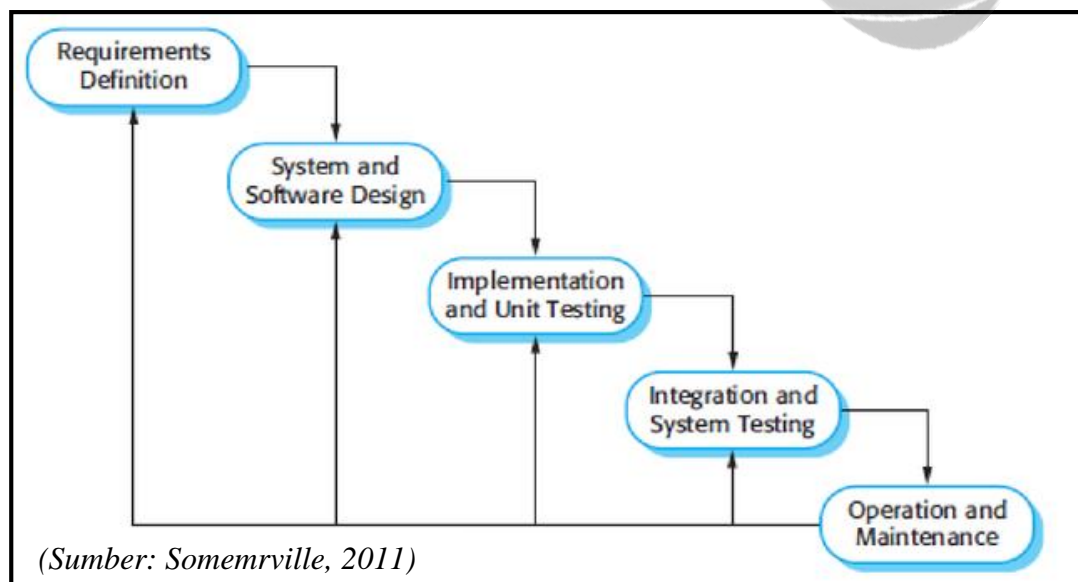 Requirements
Definition
System and
Software Design
Implementation
and Unit Testing
Integration and
System Testing
Operation and
Maintenance
(Sumber: Somemrville, 2011)